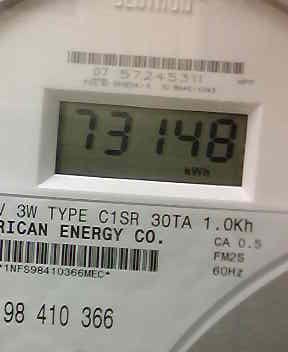 07 57245311
73148
kWh
V 3W TYPE C1SR 30TA 1.0Kh
RICAN ENERGY CO.
CA 0.5
FM2S
60Hz
*1NFS98410366MEC*
98 410 366